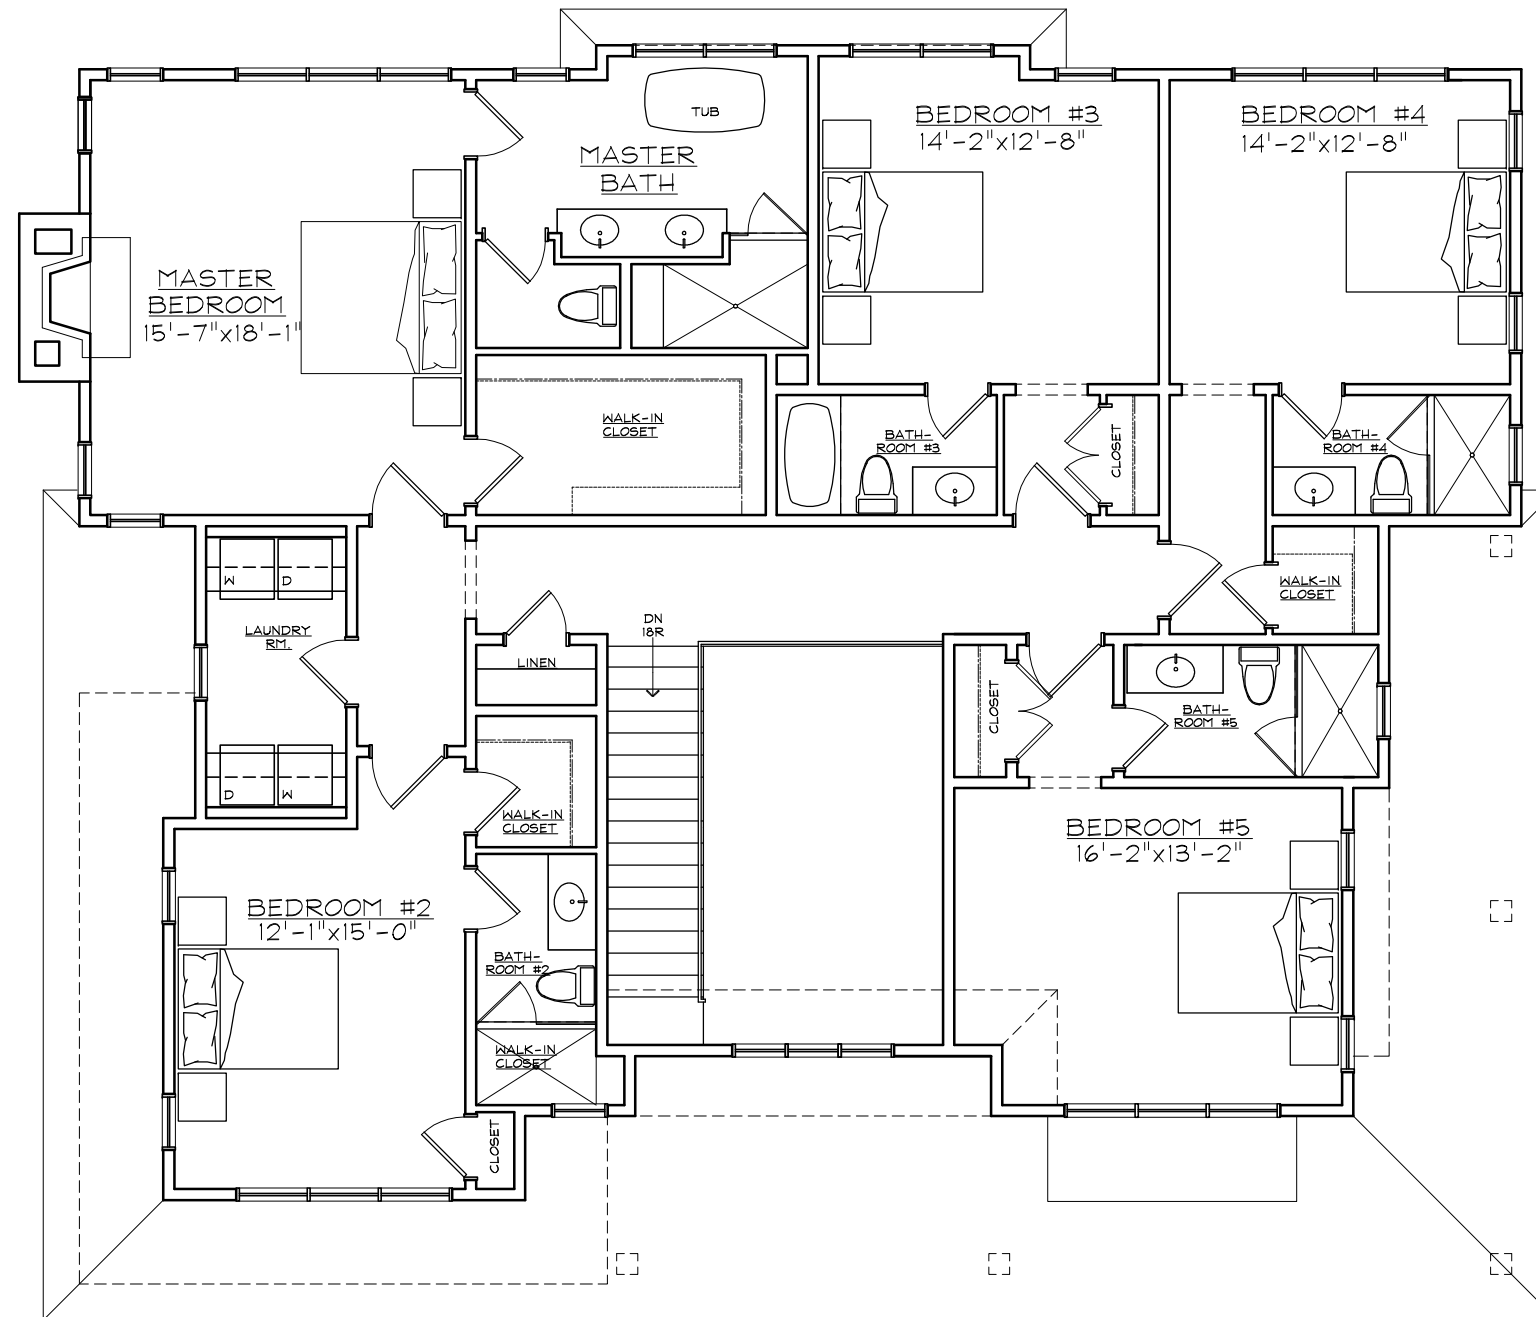 TUB
BEDROOM #3
14'-2"x12'-8"
BEDROOM #4
14'-2"x12'-8"
MASTER
BATH
MASTER
BEDROOM
15'-7"x18'-1"
WALK-IN
CLOSET
BATH-
ROOM #3
CLOSET
BATH-
ROOM #4
W
D
WALK-IN
CLOSET
LAUNDRY
RM.
DN
18R
LINEN
CLOSET
BATH-
ROOM #5
D
W
WALK-IN
CLOSET
BEDROOM #5
16'-2"x13'-2"
BEDROOM #2
12'-1"x15'-0"
BATH-
ROOM #2
WALK-IN
CLOSET
CLOSET